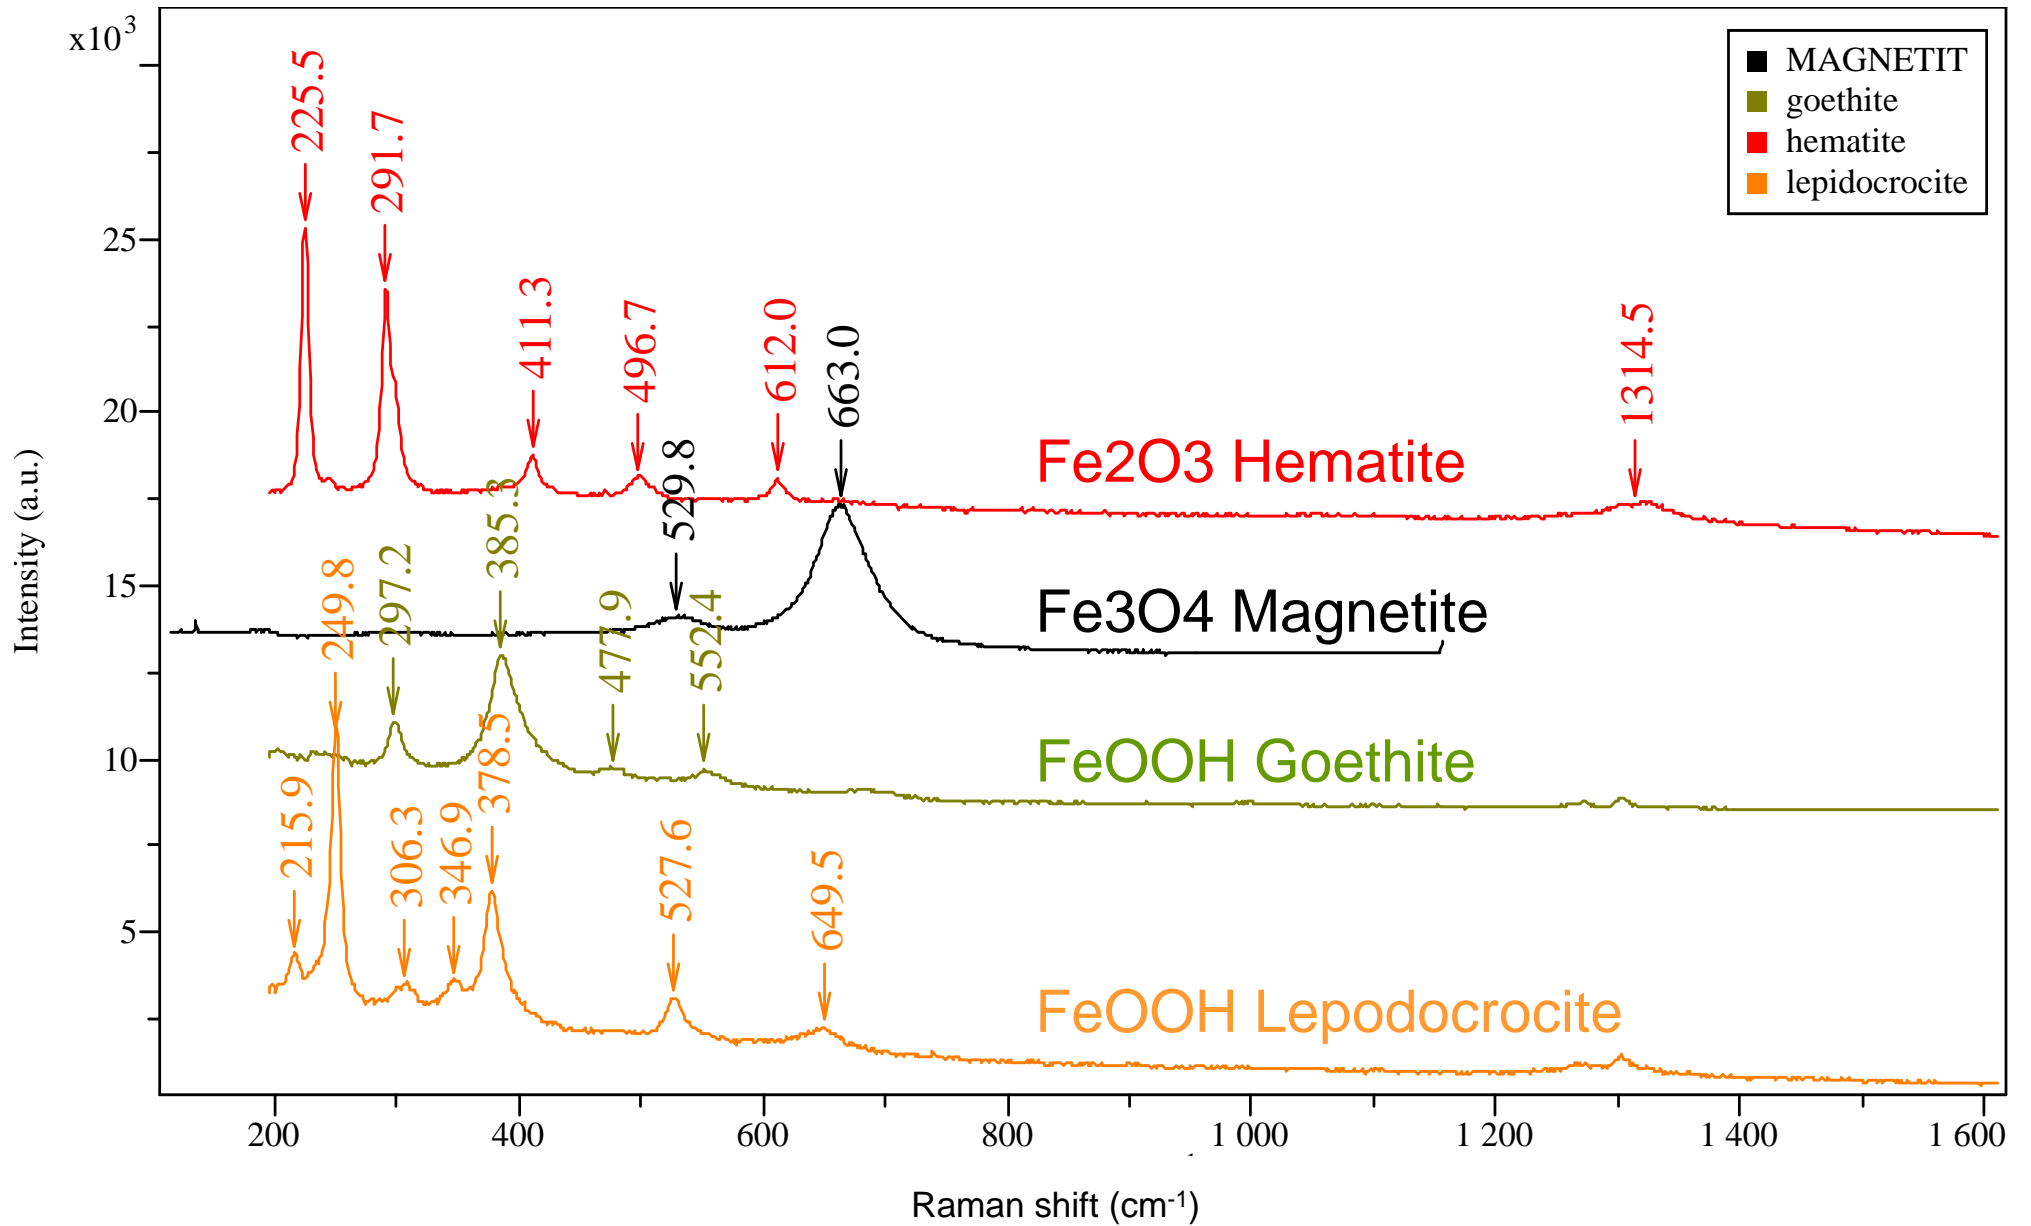 x10³
225.5
291.7
411.3
496.7
612.0
663.0
1314.5
529.8
385.3
297.2
249.8
477.9
552.4
378.5
215.9
306.3
346.9
527.6
649.5
MAGNETIT
goethite
hematite
lepidocrocite
Fe2O3 Hematite
Fe3O4 Magnetite
FeOOH Goethite
FeOOH Lepodocrocite
25
20
15
10
5
Intensity (a.u.)
200 400 600 800 1 000 1 200 1 400 1 600
Raman shift (cm⁻¹)